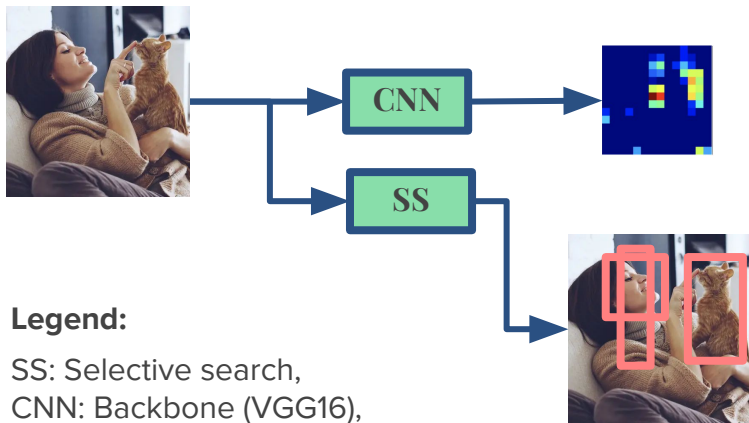 CNN
SS
Legend:
SS: Selective search,
CNN: Backbone (VGG16),